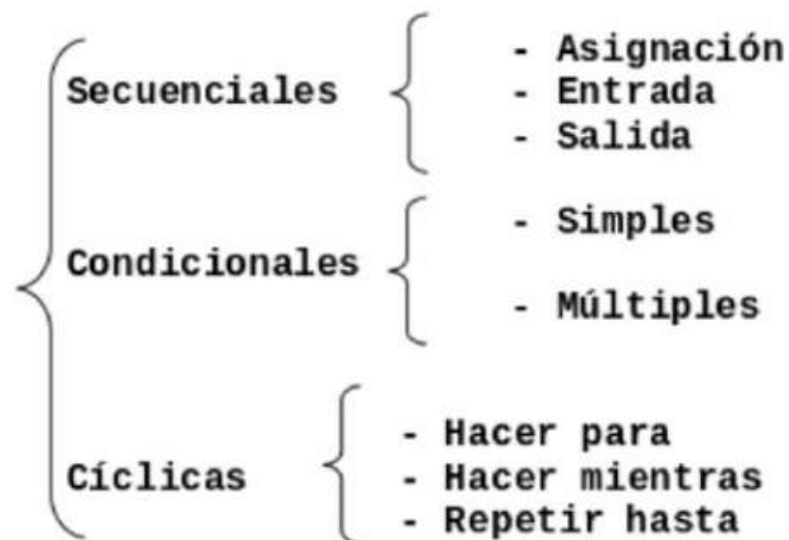 Secuenciales
- Asignación
- Entrada
- Salida
Condicionales
- Simples
- Múltiples
Cíclicas
- Hacer para
- Hacer mientras
- Repetir hasta